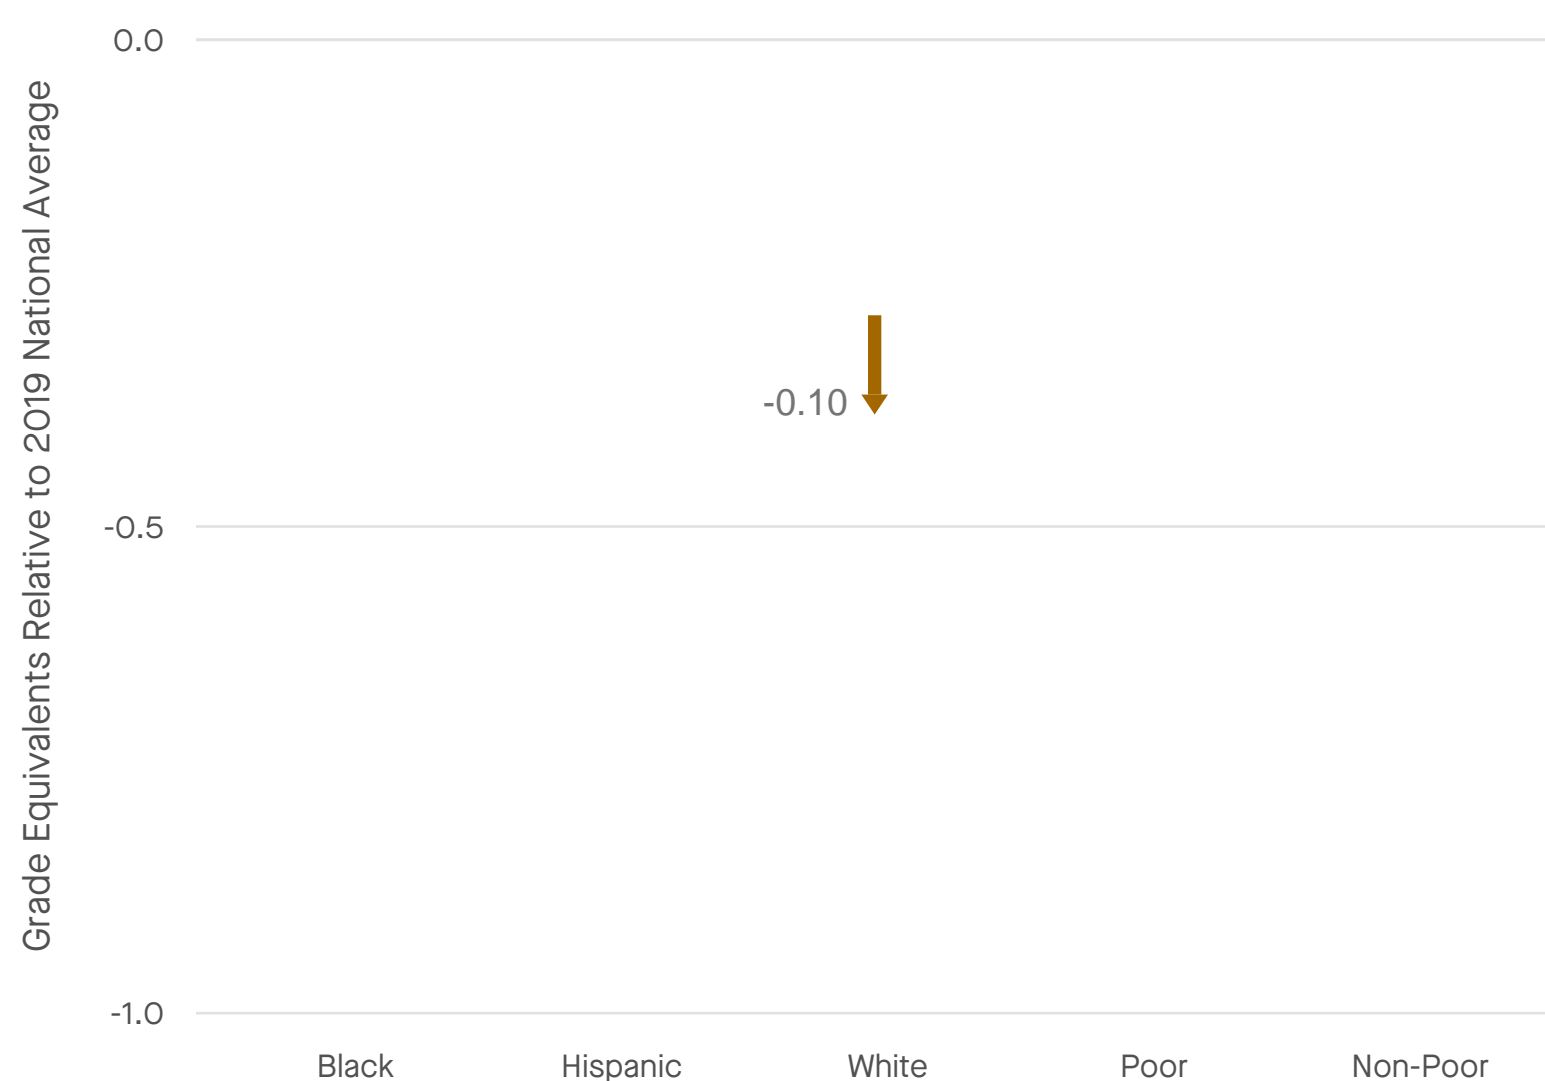 Grade Equivalents Relative to 2019 National Average
0.0
-0.10
-0.5
-1.0
Black Hispanic White Poor Non-Poor